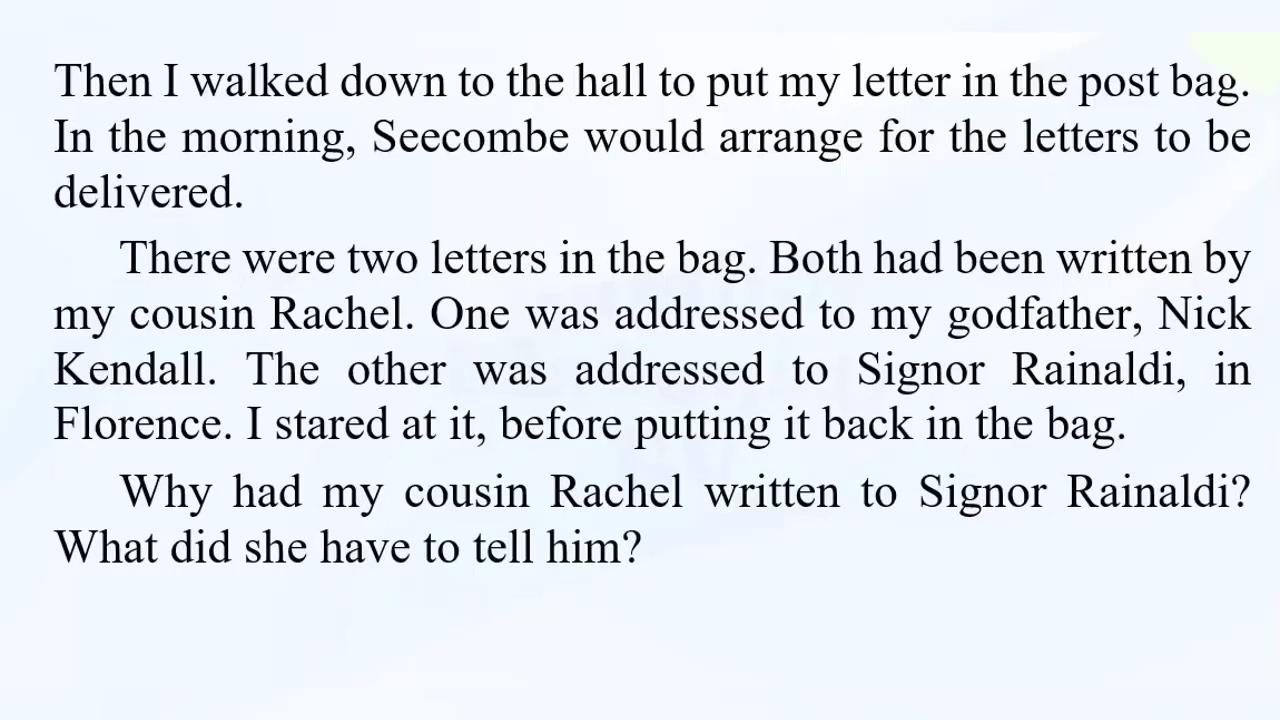 Then I walked down to the hall to put my letter in the post bag.
In the morning, Seecombe would arrange for the letters to be
delivered.
There were two letters in the bag. Both had been written by
my cousin Rachel. One was addressed to my godfather, Nick
Kendall. The other was addressed to Signor Rainaldi, in
Florence. I stared at it, before putting it back in the bag.
Why had my cousin Rachel written to Signor Rainaldi?
What did she have to tell him?